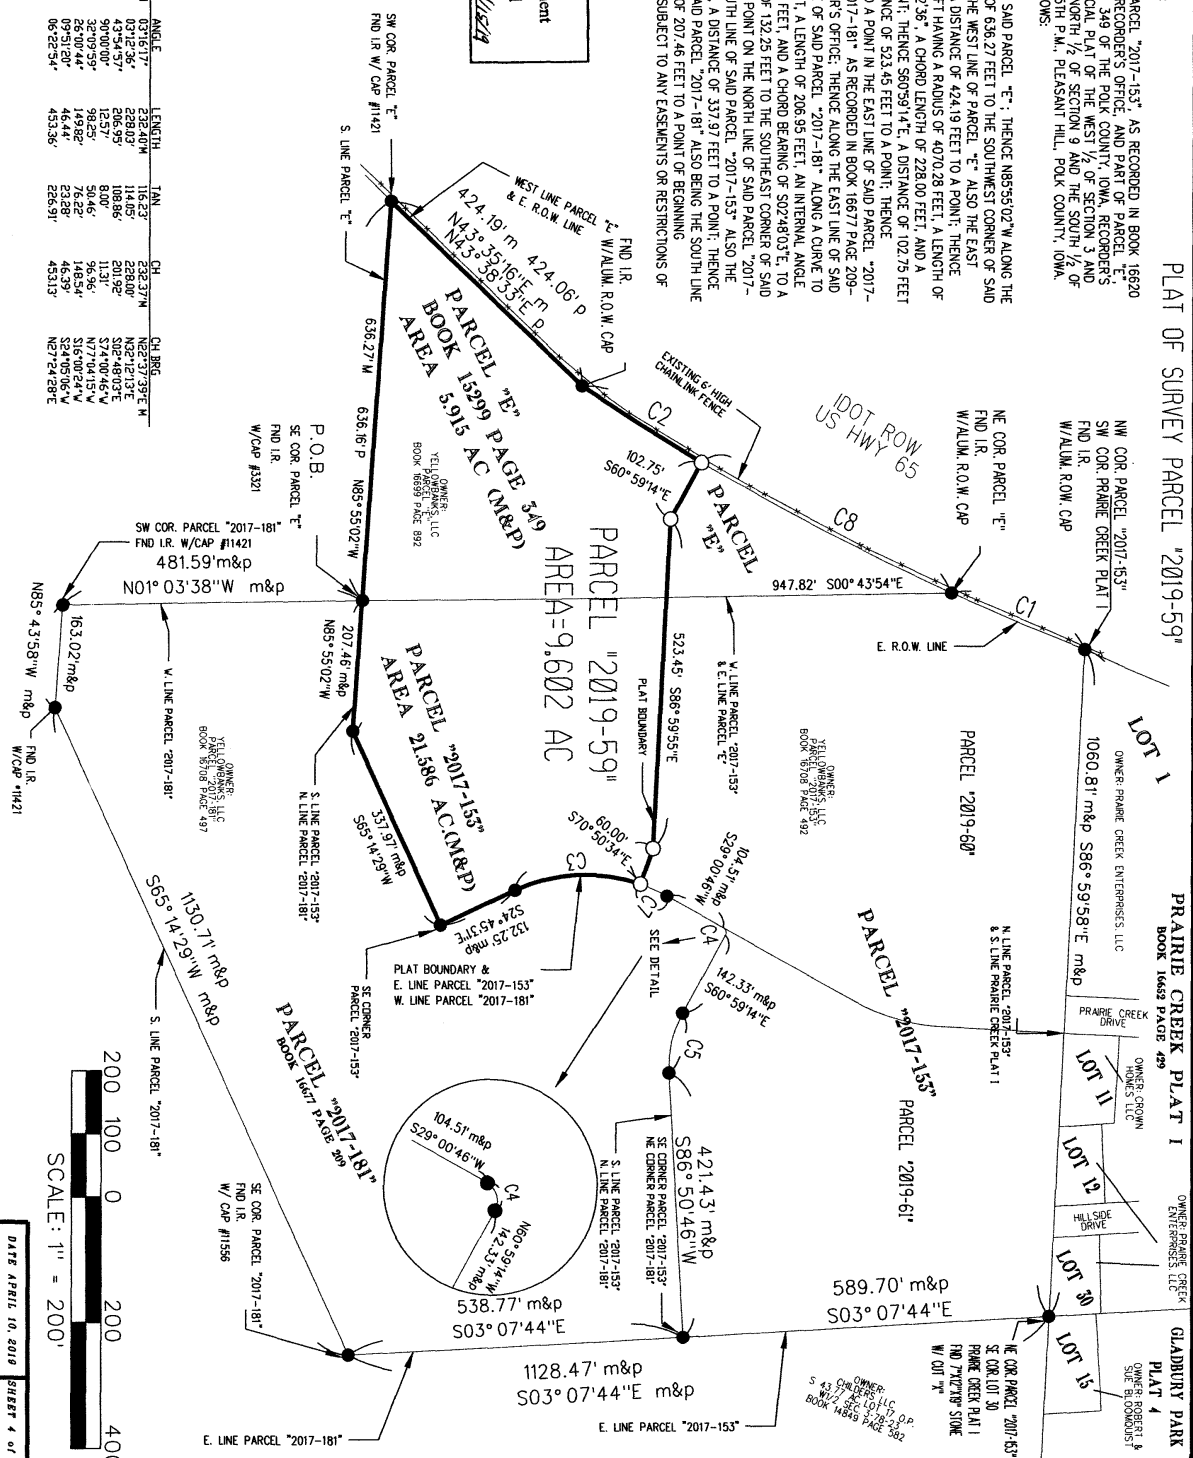 PLAT OF SURVEY PARCEL "2019-59"
ARCEL "2017-153", AS RECORDED IN BOOK 16620
RECORDER'S OFFICE, AND PART OF PARCEL "E",
349 OF THE POLK COUNTY, IOWA, RECORDER'S
CIAL PLAT OF THE WEST 1/2 OF SECTION 3 AND
NORTH 1/2 OF SECTION 9 AND THE SOUTH 1/2 OF
5TH P.M., PLEASANT HILL, POLK COUNTY, IOWA.
OWS:
SAID PARCEL "E"; THENCE N85°55'02"W ALONG THE
OF 636.27 FEET TO THE SOUTHWEST CORNER OF SAID
THE WEST LINE OF PARCEL "E" ALSO THE EAST
DISTANCE OF 424.19 FEET TO A POINT; THENCE
FT HAVING A RADIUS OF 4070.28 FEET, A LENGTH OF
2'36", A CHORD LENGTH OF 228.00 FEET, AND A
NT; THENCE S60°59'14"E, A DISTANCE OF 102.75 FEET
NCE OF 523.45 FEET TO A POINT; THENCE
O A POINT IN THE EAST LINE OF SAID PARCEL "2017-
017-181" AS RECORDED IN BOOK 16677 PAGE 209-
R'S OFFICE; THENCE ALONG THE EAST LINE OF SAID
T OF SAID PARCEL "2017-181" ALONG A CURVE TO
T, A LENGTH OF 206.95 FEET, AN INTERNAL ANGLE
FEET, AND A CHORD BEARING OF S02°48'03"E, TO A
OF 132.25 FEET TO THE SOUTHEAST CORNER OF SAID
POINT ON THE NORTH LINE OF SAID PARCEL "2017-
UTH LINE OF SAID PARCEL "2017-153" ALSO THE
, A DISTANCE OF 337.97 FEET TO A POINT; THENCE
AID PARCEL "2017-181" ALSO BEING THE SOUTH LINE
OF 207.46 FEET TO A POINT OF BEGINNING
SUBJECT TO ANY EASEMENTS OR RESTRICTIONS OF
ment
/15/19
ANGLE LENGTH TAN CH CH BRG
03°16'17" 232.40'M 116.23' 232.37'M N22°37'39"E M
03°12'36" 228.03' 114.05' 228.00' N32°12'13"E
43°54'57" 206.95' 108.86' 201.92' S02°48'03"E
90°00'00" 12.57' 8.00' 11.31' S74°00'46"W
32°09'59" 98.25' 50.46' 96.96' N77°04'15"W
26°00'44" 149.82' 76.22' 148.54' S16°00'24"W
09°51'20" 46.44' 23.28' 46.39' S24°05'06"W
06°52'54" 453.36' 226.91' 453.13' N27°24'28"E
SW COR. PARCEL "E"
FND I.R W/ CAP #11421
S. LINE PARCEL "E"
WEST LINE PARCEL "E"
& E. R.O.W. LINE
424.19' m 424.06' p
N43° 35'16"E m
N43° 38'33"E p
FND I.R.
W/ALUM. R.O.W. CAP
EXISTING 6' HIGH
CHAINLINK FENCE
C2
IDOT ROW
US HWY 65
C8
NE COR. PARCEL "E"
FND I.R.
W/ALUM. R.O.W. CAP
NW COR. PARCEL "2017-153"
SW COR PRAIRIE CREEK PLAT 1
FND I.R.
W/ALUM. R.O.W. CAP
C1
E. R.O.W. LINE
PARCEL "E"
BOOK 15299 PAGE 349
AREA 5.915 AC (M&P)
OWNER:
YELLOWBANKS, LLC
PARCEL "E"
BOOK 16699 PAGE 892
636.27'M 636.16'P N85° 55'02"W
P.O.B.
SE COR. PARCEL "E"
FND I.R.
W/CAP #3321
102.75'
S60° 59'14"E
PARCEL
"E"
947.82' S00° 43'54"E
W. LINE PARCEL "2017-153"
& E. LINE PARCEL "E"
SW COR. PARCEL "2017-181"
FND I.R. W/CAP #11421
481.59'm&p
N01° 03'38"W m&p
W. LINE PARCEL "2017-181"
163.02'm&p
N85° 43'58"W m&p
FND I.R.
W/CAP #11421
OWNER:
YELLOWBANKS, LLC
PARCEL "2017-181"
BOOK 16708 PAGE 497
207.46' m&p
N85° 55'02"W
S. LINE PARCEL "2017-153"
N. LINE PARCEL "2017-181"
PARCEL "2019-59"
AREA=9.602 AC
PARCEL "2017-153"
AREA 21.586 AC.(M&P)
337.97' m&p
S65° 14'29"W
523.45' S86° 59'55"E
PLAT BOUNDARY
60.00'
S70° 50'34"E
C3
132.25' m&p
S24° 45'31"E
SE CORNER
PARCEL "2017-153"
PLAT BOUNDARY &
E. LINE PARCEL "2017-153"
W. LINE PARCEL "2017-181"
C7
104.51' m&p
S29° 00'46"W
C4
SEE DETAIL
142.33' m&p
S60° 59'14"E
C5
OWNER:
YELLOWBANKS, LLC
PARCEL "2017-153"
BOOK 16708 PAGE 492
PARCEL "2019-60"
LOT 1
OWNER: PRAIRIE CREEK ENTERPRISES, LLC
1060.81' m&p S86° 59'58"E m&p
N. LINE PARCEL "2017-153"
& S. LINE PRAIRIE CREEK PLAT 1
PARCEL "2017-153"
PARCEL "2019-61"
PRAIRIE CREEK PLAT 1
BOOK 16652 PAGE 429
PRAIRIE CREEK
DRIVE
LOT 11
OWNER: CROWN
HOMES LLC
LOT 12
HILLSIDE
DRIVE
OWNER: PRAIRIE CREEK
ENTERPRISES, LLC
LOT 30
LOT 15
GLADBURY PARK
PLAT 4
OWNER: ROBERT &
SUE BLOOMQUIST
1130.71' m&p
S65° 14'29"W m&p
S. LINE PARCEL "2017-181"
PARCEL "2017-181"
BOOK 16677 PAGE 209
104.51' m&p
S29° 00'46"W
C4
N60° 59'14"W
142.33' m&p
421.43' m&p
S86° 50'46"W
S. LINE PARCEL "2017-153"
N. LINE PARCEL "2017-181"
SE CORNER PARCEL "2017-153"
NE CORNER PARCEL "2017-181"
SE COR. PARCEL "2017-181"
FND I.R.
W/ CAP #11556
538.77' m&p
S03° 07'44"E
589.70' m&p
S03° 07'44"E
1128.47' m&p
S03° 07'44"E m&p
E. LINE PARCEL "2017-181"
E. LINE PARCEL "2017-153"
OWNER:
CHILDERS, LLC
S 43.77 AC LOT 17 O.P.
W1/2 SEC 3-78-23
BOOK 14849 PAGE 582
NE COR. PARCEL "2017-153"
SE COR. LOT 30
PRAIRIE CREEK PLAT 1
FND 7"X12"X19" STONE
W/ CUT "X"
200 100 0 200 400
SCALE: 1" = 200'
DATE APRIL 10, 2019 SHEET 4 of